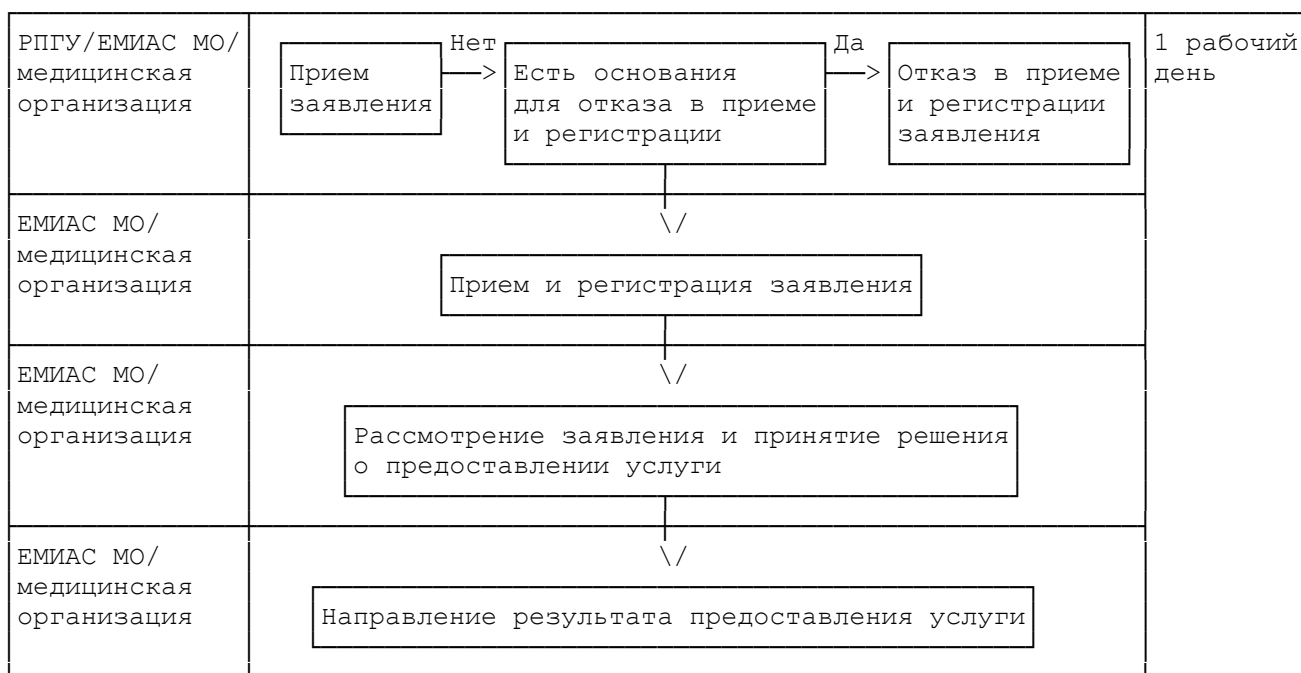 РПГУ/ЕМИАС МО/
медицинская
организация
Прием
заявления
Нет
Есть основания
для отказа в приеме
и регистрации
Да
Отказ в приеме
и регистрации
заявления
1 рабочий
день
ЕМИАС МО/
медицинская
организация
Прием и регистрация заявления
ЕМИАС МО/
медицинская
организация
Рассмотрение заявления и принятие решения
о предоставлении услуги
ЕМИАС МО/
медицинская
организация
Направление результата предоставления услуги